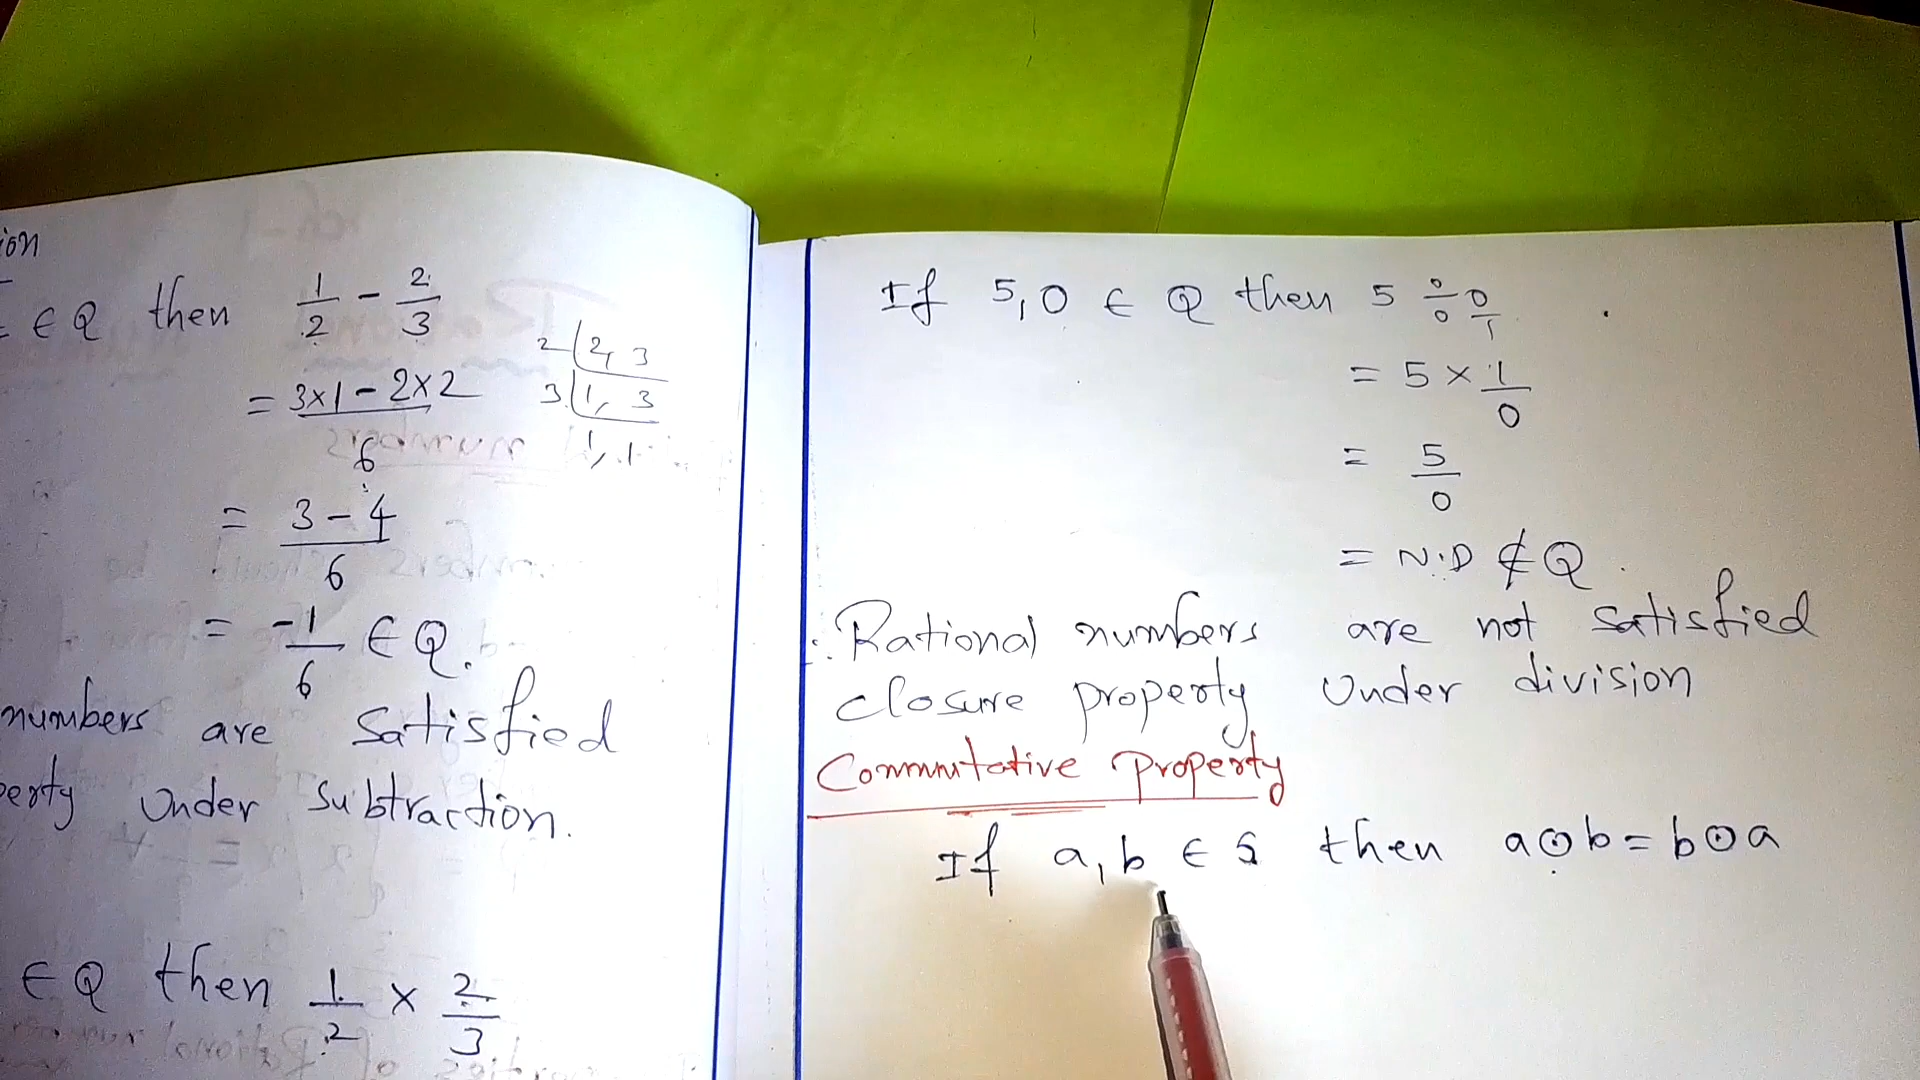 ion
∈ Q then 1/2 - 2/3
= 3×1 - 2×2 / 6
2 | 2, 3
3 | 1, 3
1, 1
= 3 - 4 / 6
= -1/6 ∈ Q.
numbers are satisfied
perty under subtraction.
∈ Q then 1/2 × 2/3
If 5, 0 ∈ Q then 5 ÷ 0/1
= 5 × 1/0
= 5/0
= N.D ∉ Q
∴ Rational numbers are not satisfied
closure property under division
Commutative Property
If a, b ∈ S then a⊙b = b⊙a